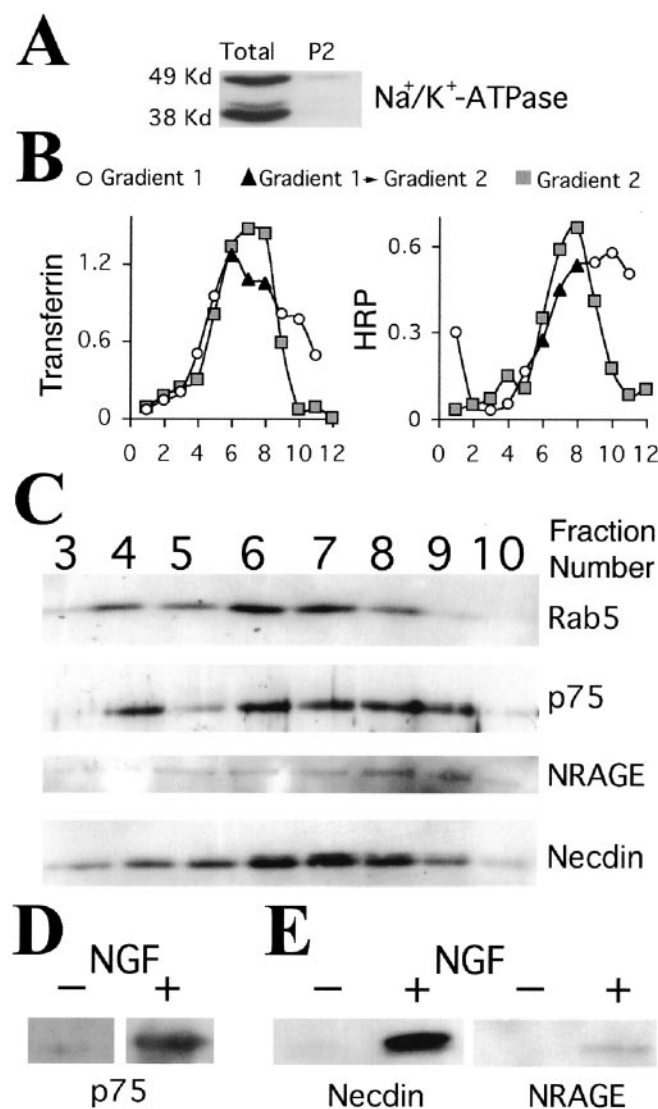 A
Total P2
49 Kd
38 Kd
Na+/K+-ATPase
B
Gradient 1 Gradient 1 Gradient 2 Gradient 2
Transferrin
1.2
0.6
0
0 2 4 6 8 10 12
HRP
0.6
0.3
0
0 2 4 6 8 10 12
C
3 4 5 6 7 8 9 10
Fraction
Number
Rab5
p75
NRAGE
Necdin
D
NGF
− +
p75
E
NGF
− + − +
Necdin NRAGE